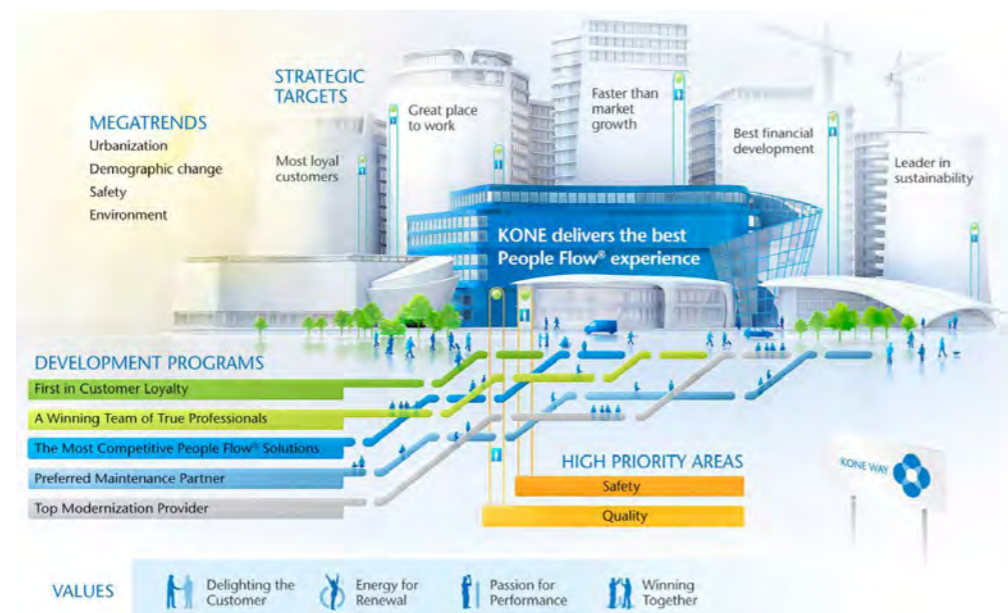 STRATEGIC
TARGETS
MEGATRENDS
Urbanization
Demographic change
Safety
Environment
Most loyal
customers
Great place
to work
Faster than
market
growth
Best financial
development
Leader in
sustainability
KONE delivers the best
People Flow® experience
DEVELOPMENT PROGRAMS
First in Customer Loyalty
A Winning Team of True Professionals
The Most Competitive People Flow® Solutions
Preferred Maintenance Partner
Top Modernization Provider
HIGH PRIORITY AREAS
Safety
Quality
KONE WAY
VALUES
Delighting the
Customer
Energy for
Renewal
Passion for
Performance
Winning
Together